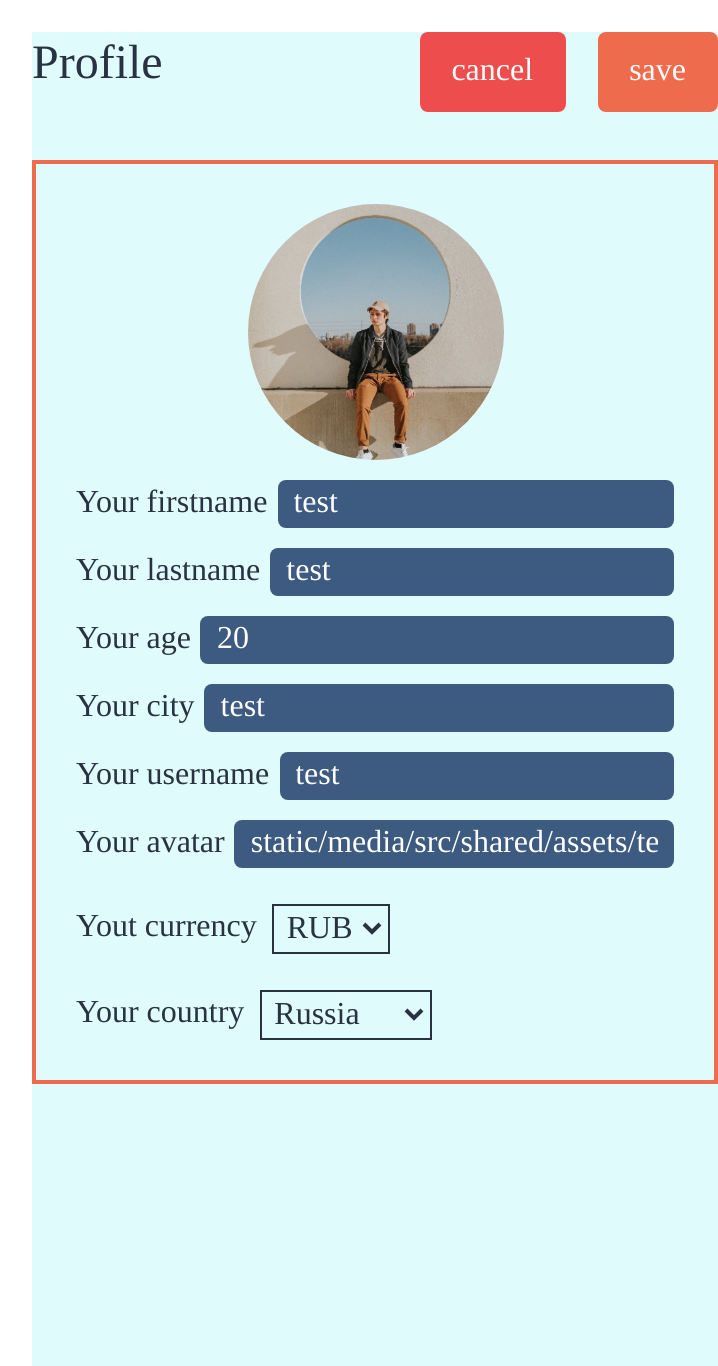 Profile cancel save
Your firstname test
Your lastname test
Your age 20
Your city test
Your username test
Your avatar static/media/src/shared/assets/te
Yout currency RUB
Your country Russia